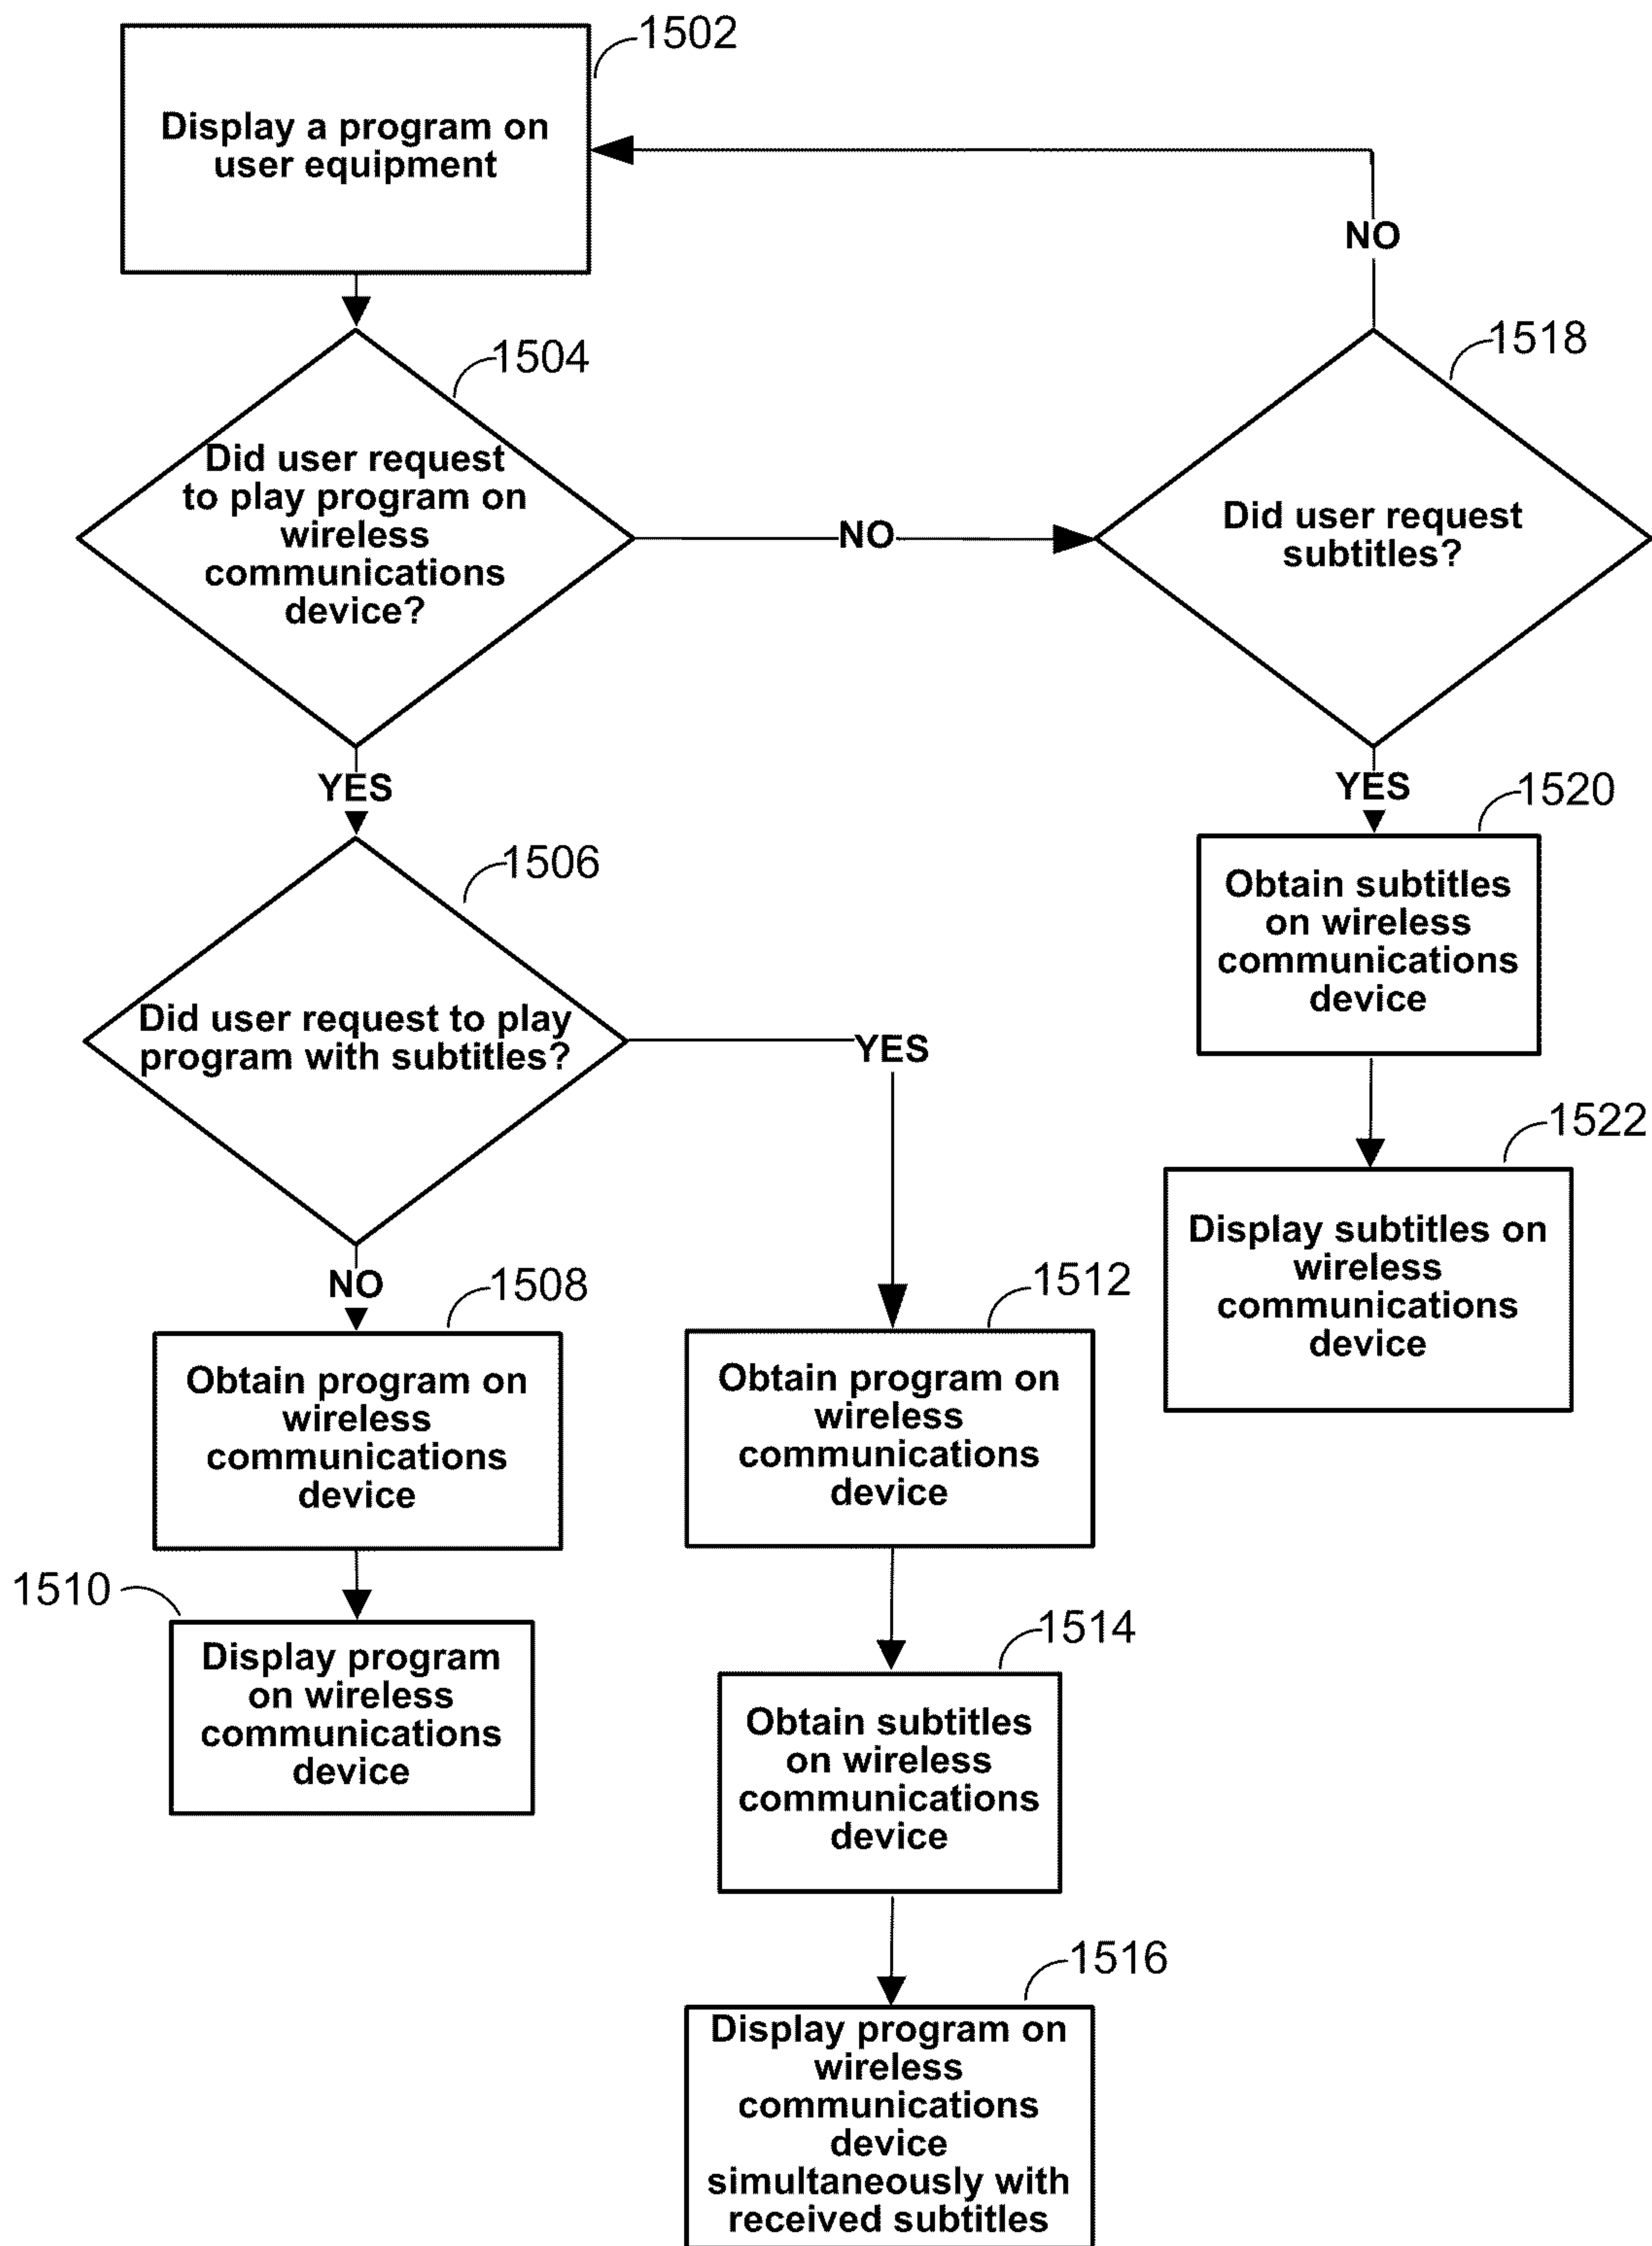 1502
Display a program on
user equipment
NO
1504
Did user request
to play program on
wireless
communications
device?
NO
1518
Did user request
subtitles?
YES
1506
Did user request to play
program with subtitles?
YES
YES
1520
Obtain subtitles
on wireless
communications
device
1522
Display subtitles on
wireless
communications
device
NO
1508
Obtain program on
wireless
communications
device
1510
Display program
on wireless
communications
device
1512
Obtain program on
wireless
communications
device
1514
Obtain subtitles
on wireless
communications
device
1516
Display program on
wireless
communications
device
simultaneously with
received subtitles